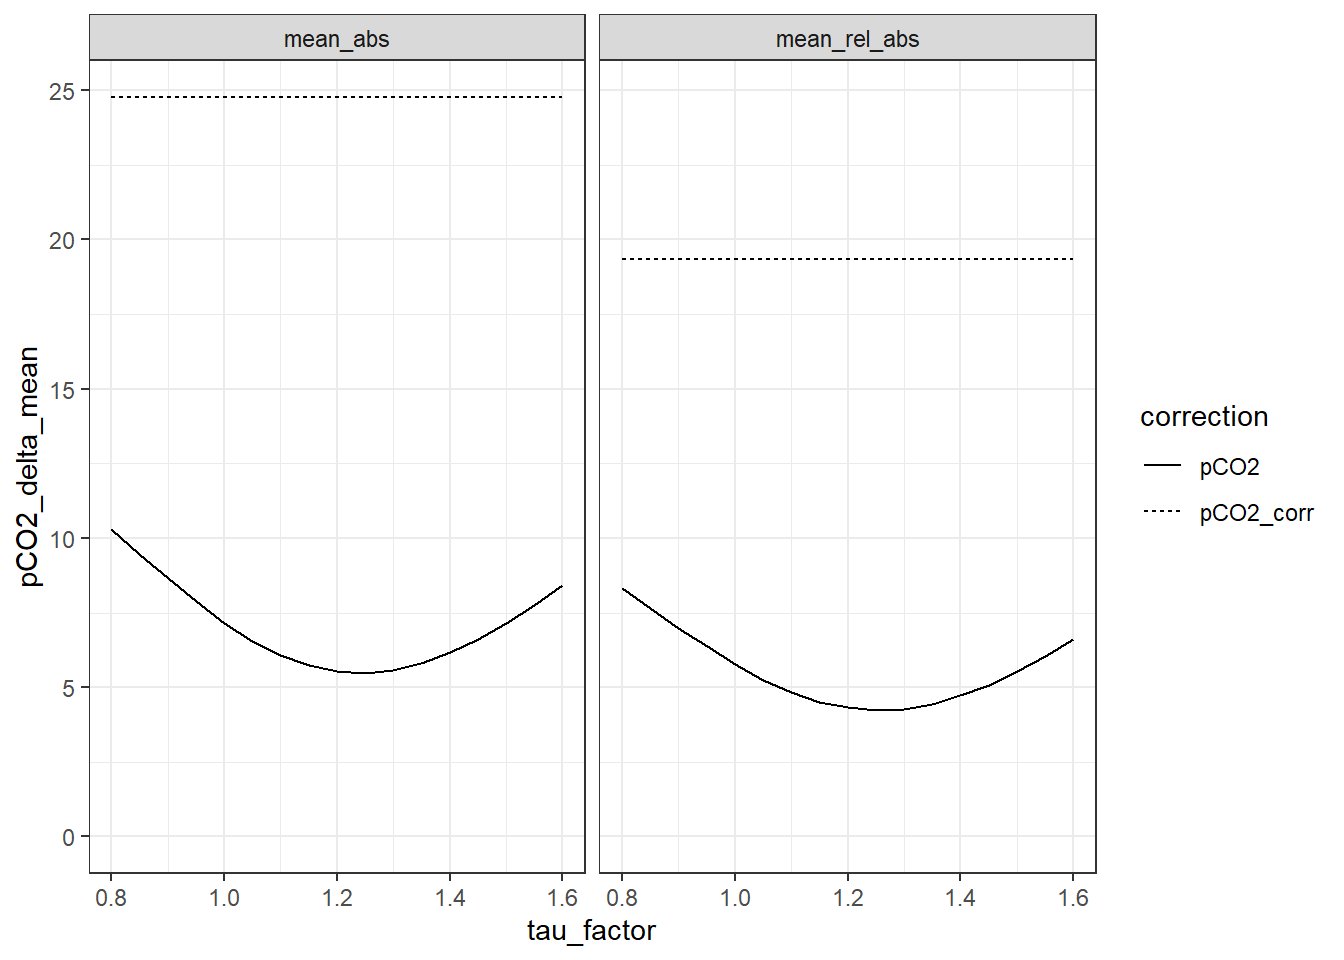 mean_abs
mean_rel_abs
pCO2_delta_mean
25
20
15
10
5
0
0.8 1.0 1.2 1.4 1.6
0.8 1.0 1.2 1.4 1.6
tau_factor
correction
pCO2
pCO2_corr